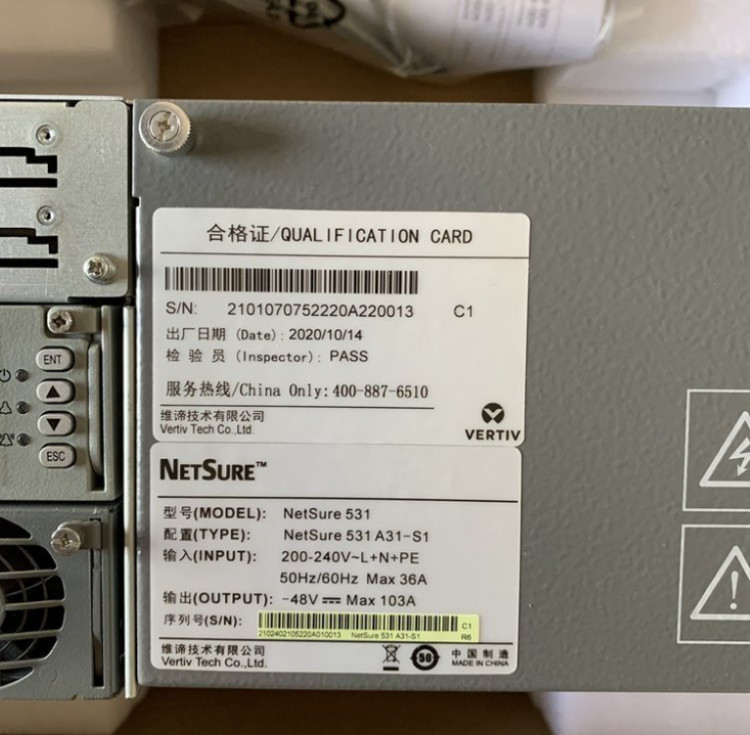 合格证/QUALIFICATION CARD
S/N: 2101070752220A220013 C1
出厂日期 (Date): 2020/10/14
检 验 员 (Inspector): PASS
服务热线/China Only:400-887-6510
维谛技术有限公司
Vertiv Tech Co.,Ltd.
VERTIV
ENT
ESC
NETSURE™
型号(MODEL): NetSure 531
配置(TYPE): NetSure 531 A31-S1
输入(INPUT): 200-240V~L+N+PE
50Hz/60Hz Max 36A
输出(OUTPUT): -48V Max 103A
序列号(S/N):
C1
2102402105220A010013 NetSure 531 A31-S1 R6
维谛技术有限公司
Vertiv Tech Co.,Ltd.
50
中国制造
MADE IN CHINA